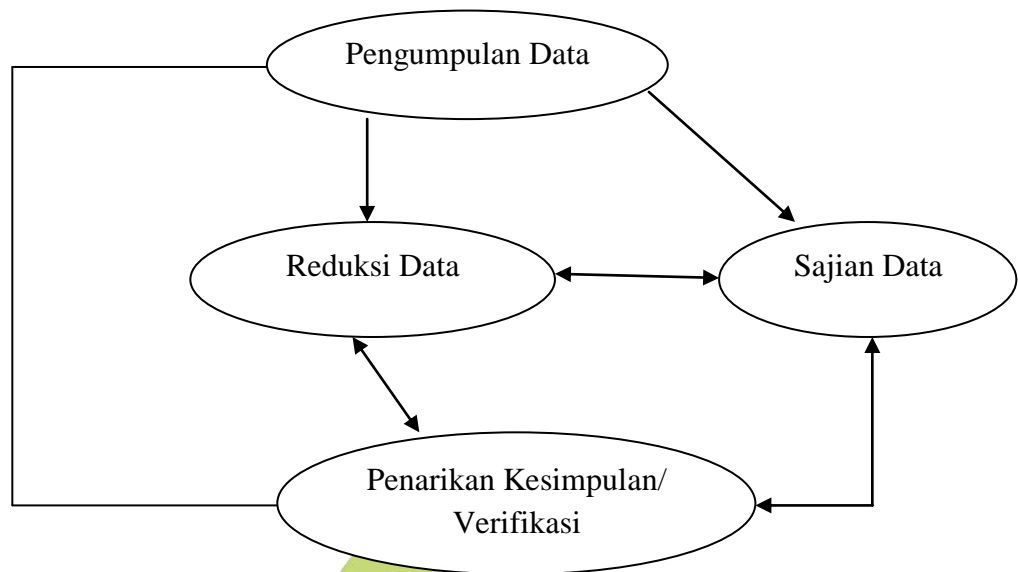 Pengumpulan Data
Reduksi Data
Sajian Data
Penarikan Kesimpulan/
Verifikasi